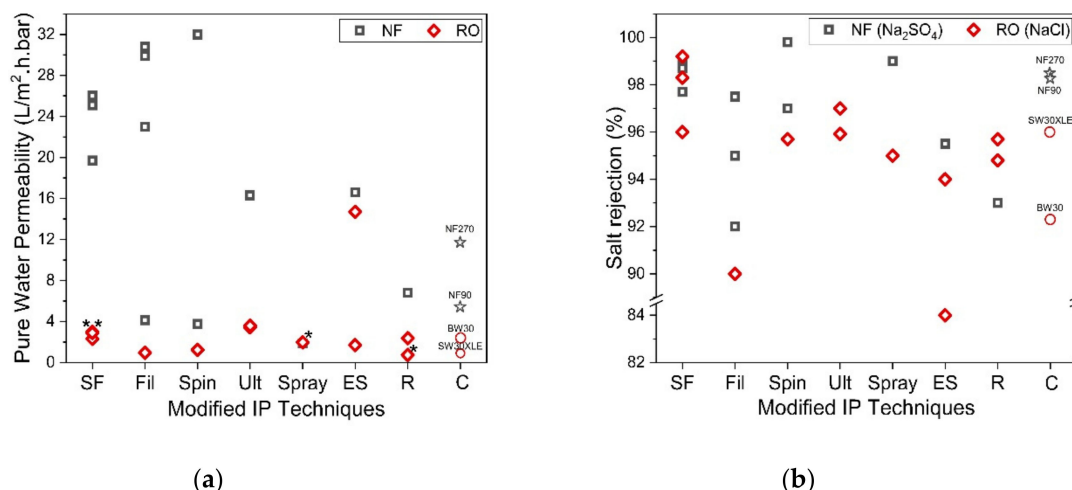 NF RO
Pure Water Permeability (L/m².h.bar)
32
28
24
20
16
12
8
4
0
NF270
NF90
BW30
SW30XLE
* *
*
*
SF Fil Spin Ult Spray ES R C
Modified IP Techniques
(a)
NF (Na₂SO₄) RO (NaCl)
Salt rejection (%)
100
98
96
94
92
90
84
82
NF270
NF90
SW30XLE
BW30
SF Fil Spin Ult Spray ES R C
Modified IP Techniques
(b)